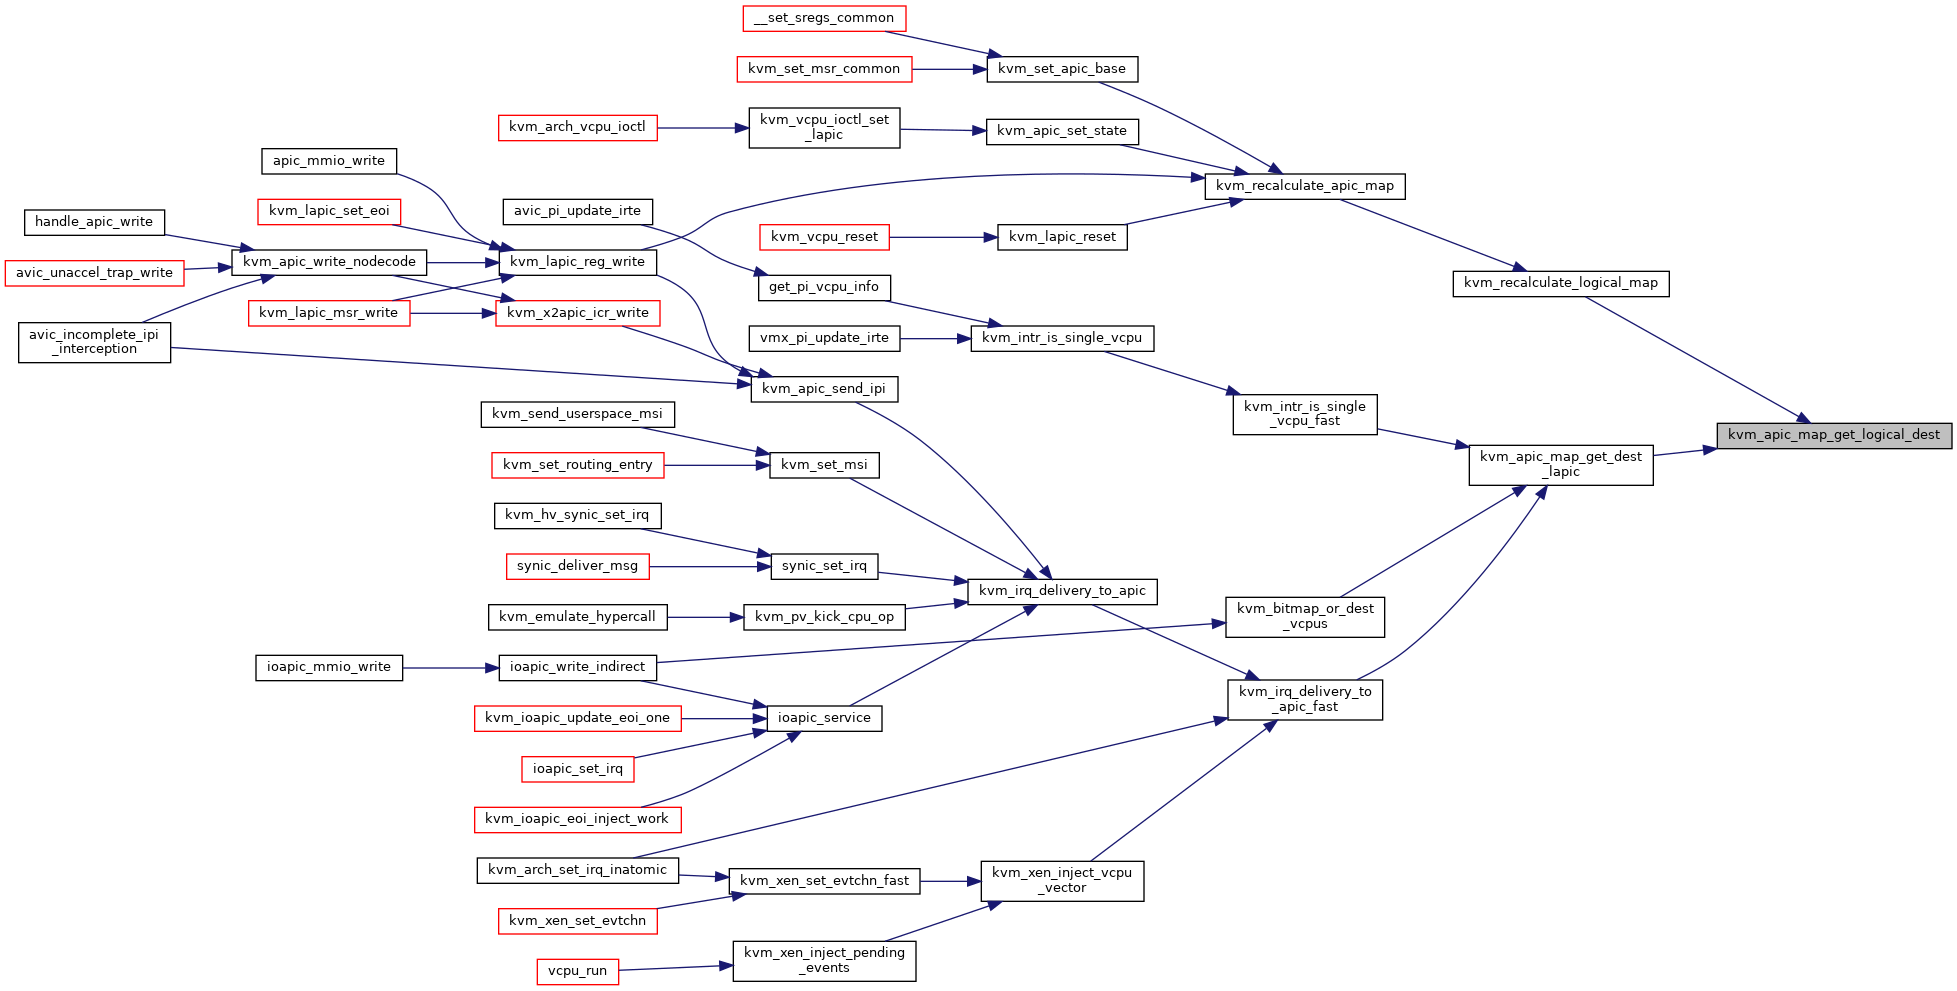 __set_sregs_common
kvm_set_msr_common
kvm_set_apic_base
kvm_arch_vcpu_ioctl
kvm_vcpu_ioctl_set
_lapic
kvm_apic_set_state
apic_mmio_write
kvm_recalculate_apic_map
kvm_lapic_set_eoi
avic_pi_update_irte
handle_apic_write
kvm_vcpu_reset
kvm_lapic_reset
kvm_apic_write_nodecode
kvm_lapic_reg_write
avic_unaccel_trap_write
get_pi_vcpu_info
kvm_recalculate_logical_map
kvm_lapic_msr_write
kvm_x2apic_icr_write
avic_incomplete_ipi
_interception
vmx_pi_update_irte
kvm_intr_is_single_vcpu
kvm_apic_send_ipi
kvm_send_userspace_msi
kvm_intr_is_single
_vcpu_fast
kvm_apic_map_get_logical_dest
kvm_set_routing_entry
kvm_set_msi
kvm_apic_map_get_dest
_lapic
kvm_hv_synic_set_irq
synic_deliver_msg
synic_set_irq
kvm_irq_delivery_to_apic
kvm_emulate_hypercall
kvm_pv_kick_cpu_op
kvm_bitmap_or_dest
_vcpus
ioapic_mmio_write
ioapic_write_indirect
kvm_irq_delivery_to
_apic_fast
kvm_ioapic_update_eoi_one
ioapic_service
ioapic_set_irq
kvm_ioapic_eoi_inject_work
kvm_arch_set_irq_inatomic
kvm_xen_set_evtchn_fast
kvm_xen_inject_vcpu
_vector
kvm_xen_set_evtchn
kvm_xen_inject_pending
_events
vcpu_run